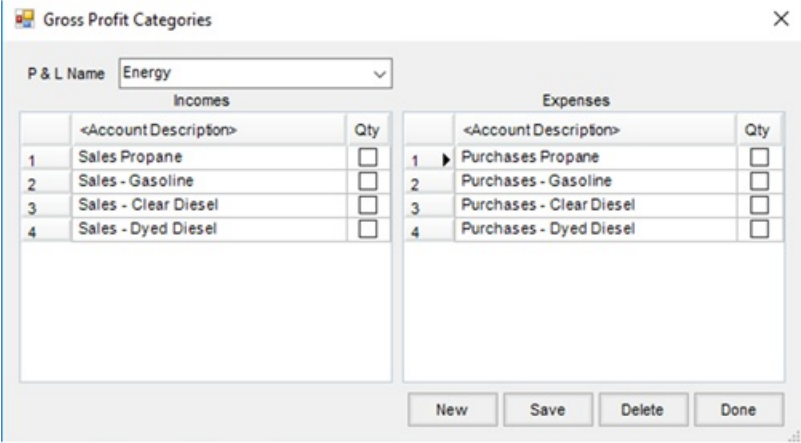 Gross Profit Categories
P & L Name Energy
Incomes Expenses
<Account Description> Qty <Account Description> Qty
1 Sales Propane 1 Purchases Propane
2 Sales - Gasoline 2 Purchases - Gasoline
3 Sales - Clear Diesel 3 Purchases - Clear Diesel
4 Sales - Dyed Diesel 4 Purchases - Dyed Diesel
New Save Delete Done